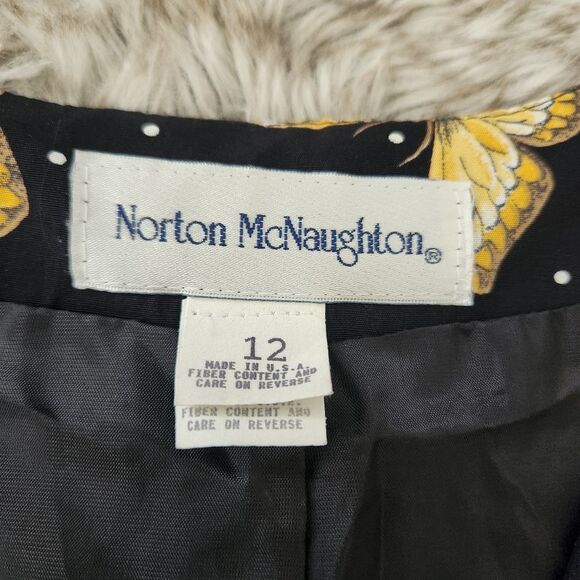 Norton McNaughton®
12
MADE IN U.S.A.
FIBER CONTENT AND
CARE ON REVERSE
FIBER CONTENT AND
CARE ON REVERSE